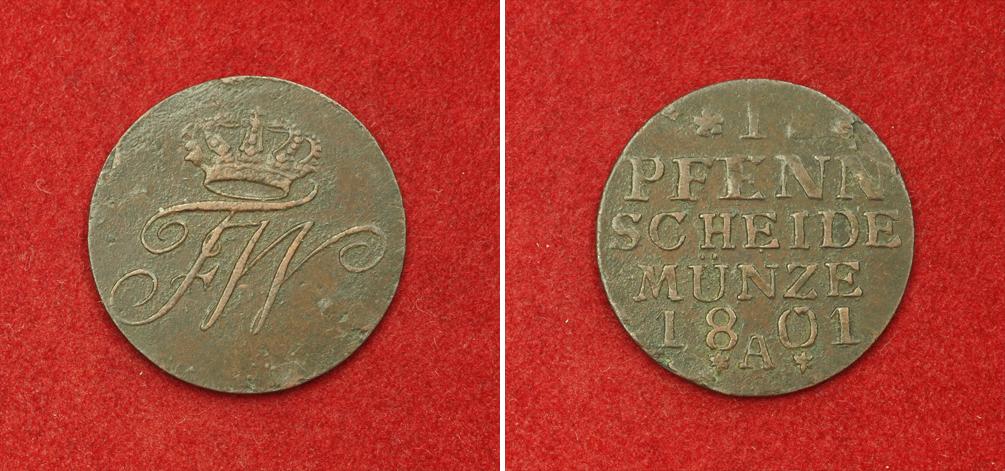 FW
1
PFENN
SCHEIDE
MÜNZE
1801
A